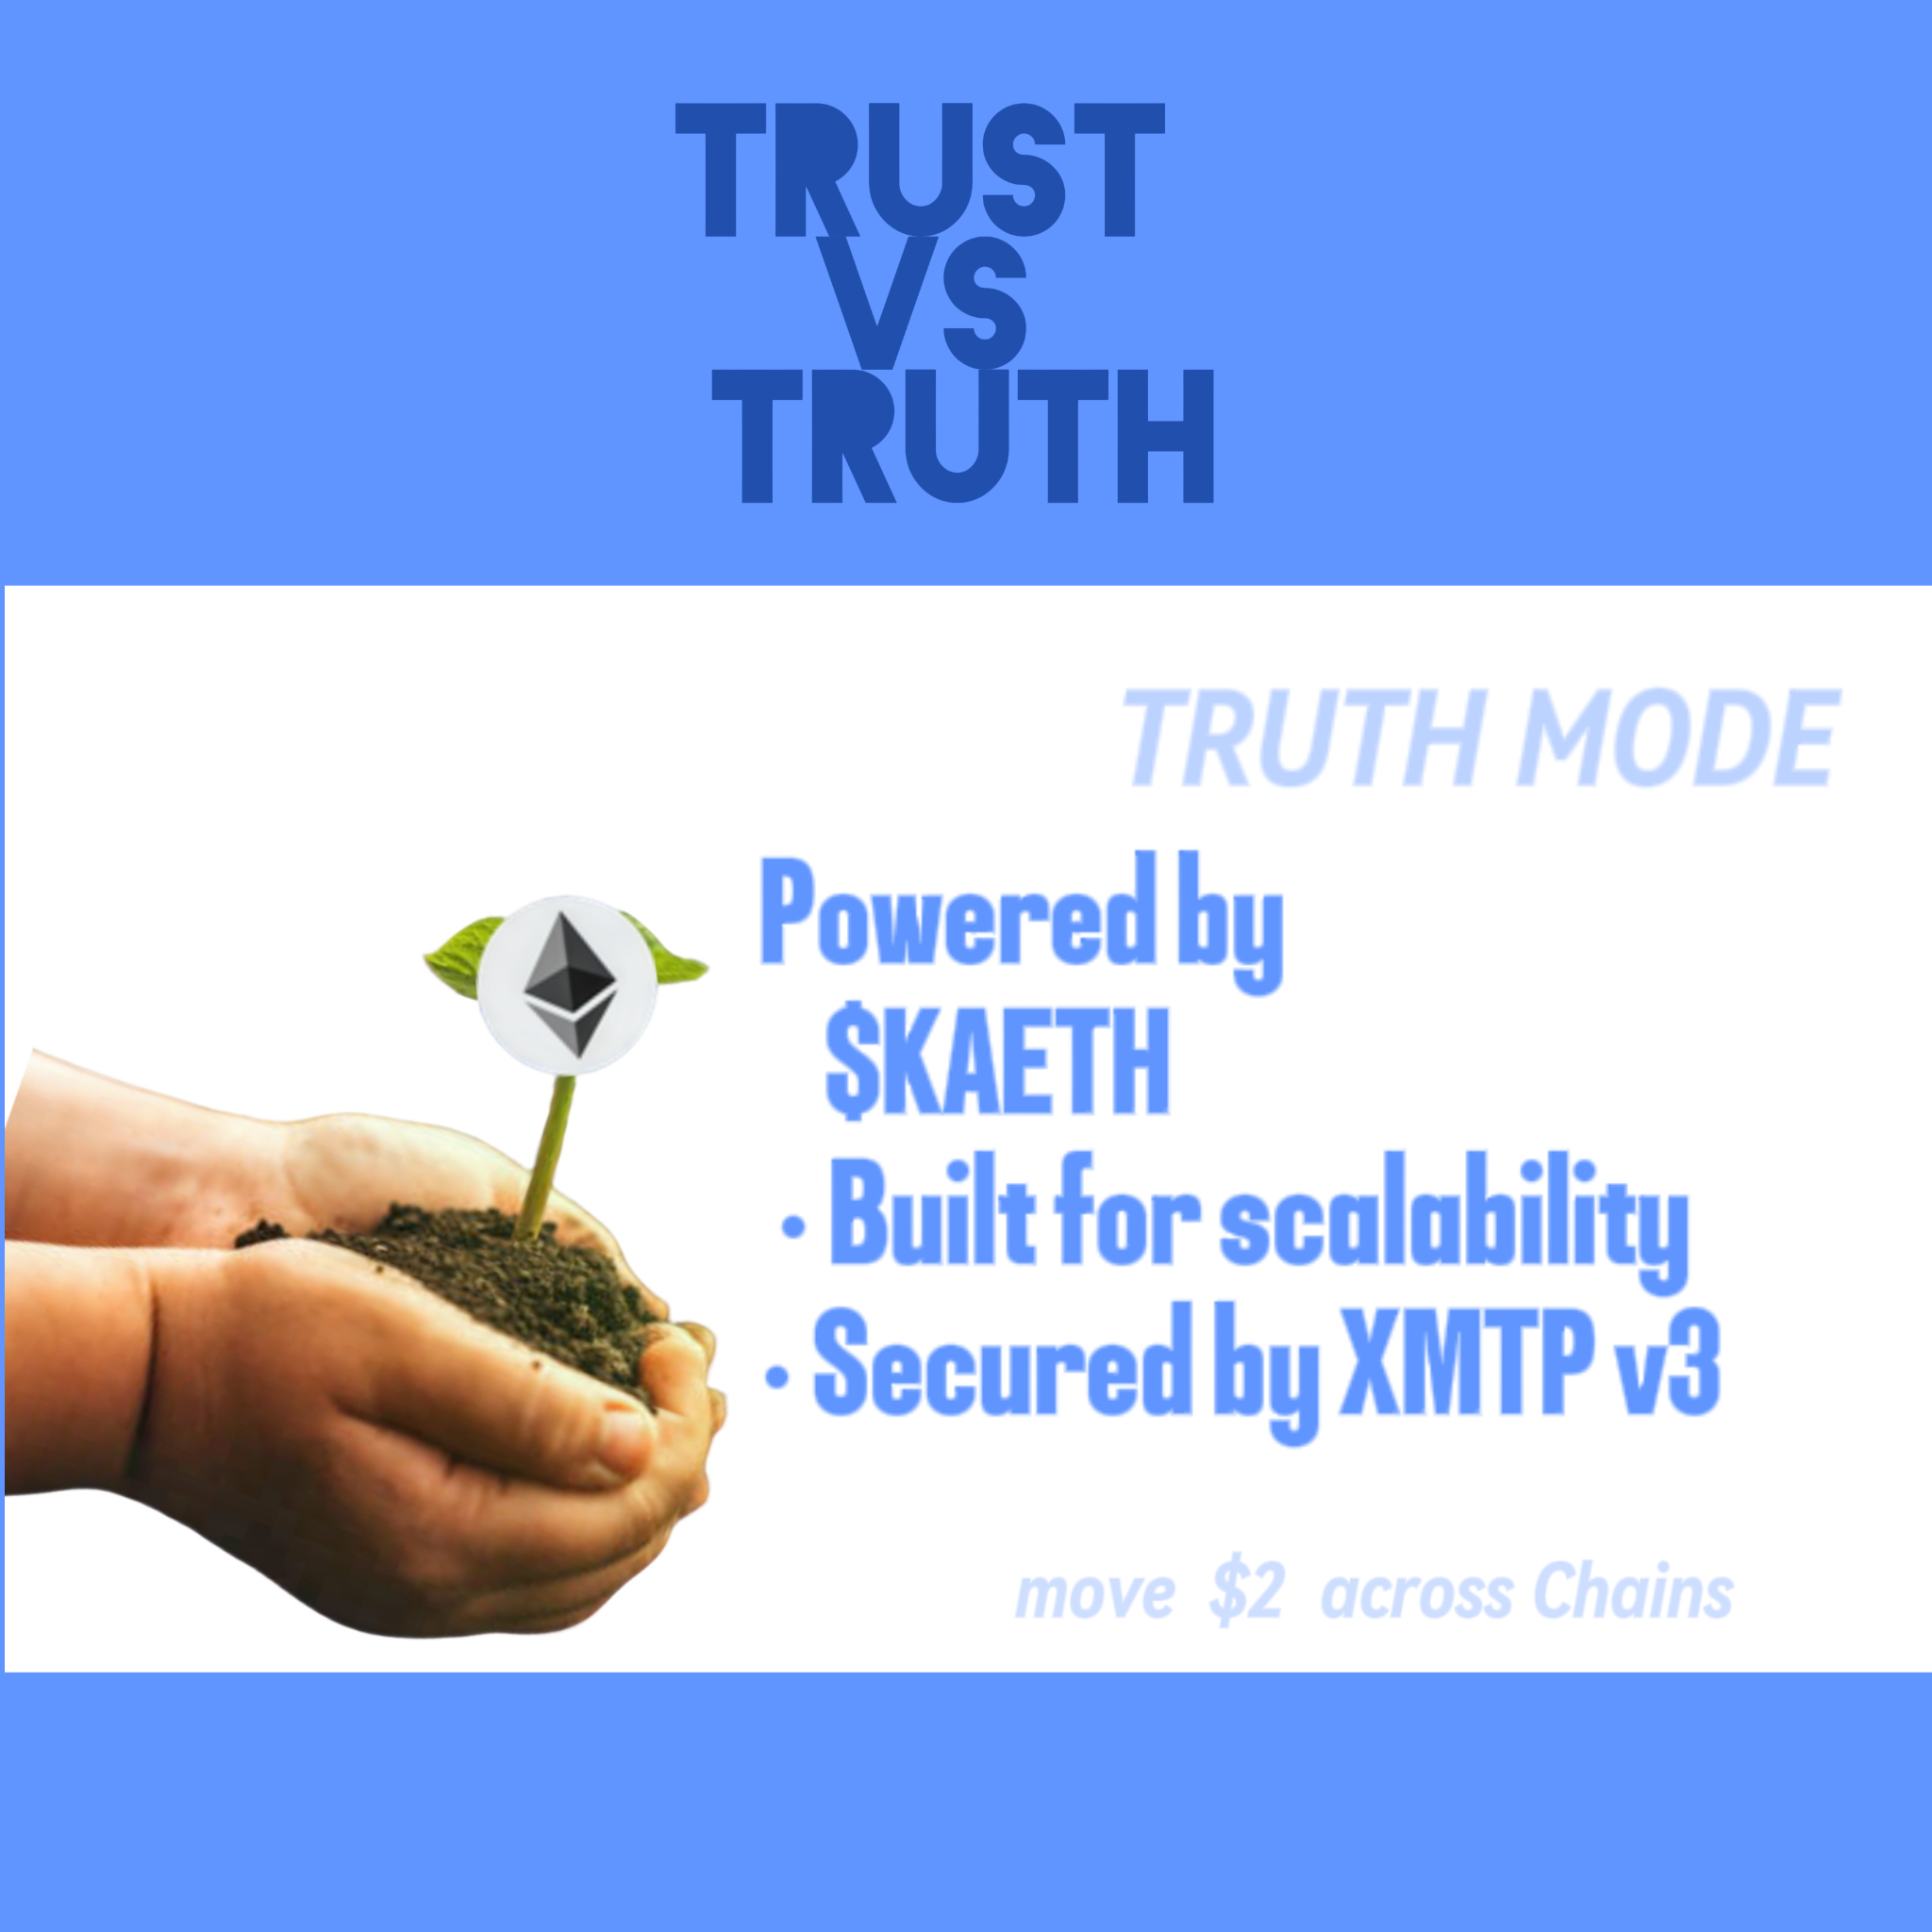 TRUST
VS
TRUTH
TRUTH MODE
Powered by
$KAETH
• Built for scalability
• Secured by XMTP v3
move $2 across Chains